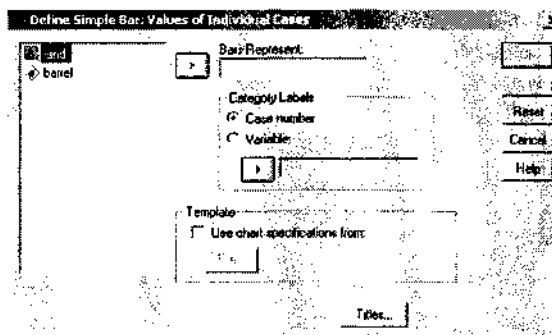 Define Simple Bar: Values of Individual Cases
barrel
Bars Represent:
Category Labels
Case number
Variable:
Reset
Cancel
Help
Template
Use chart specifications from:
Titles...